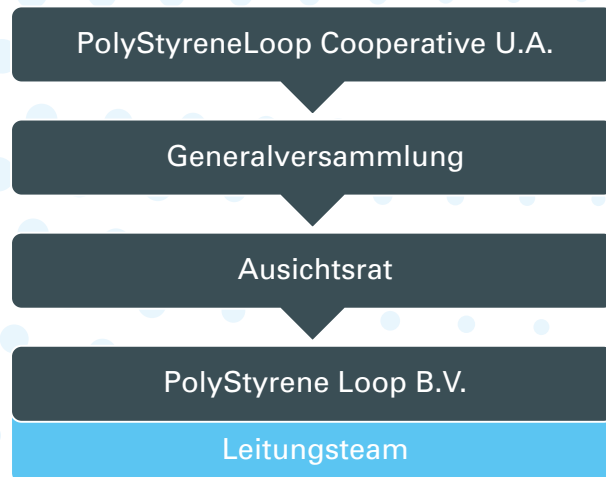 PolyStyreneLoop Cooperative U.A.
Generalversammlung
Ausichtsrat
PolyStyrene Loop B.V.
Leitungsteam